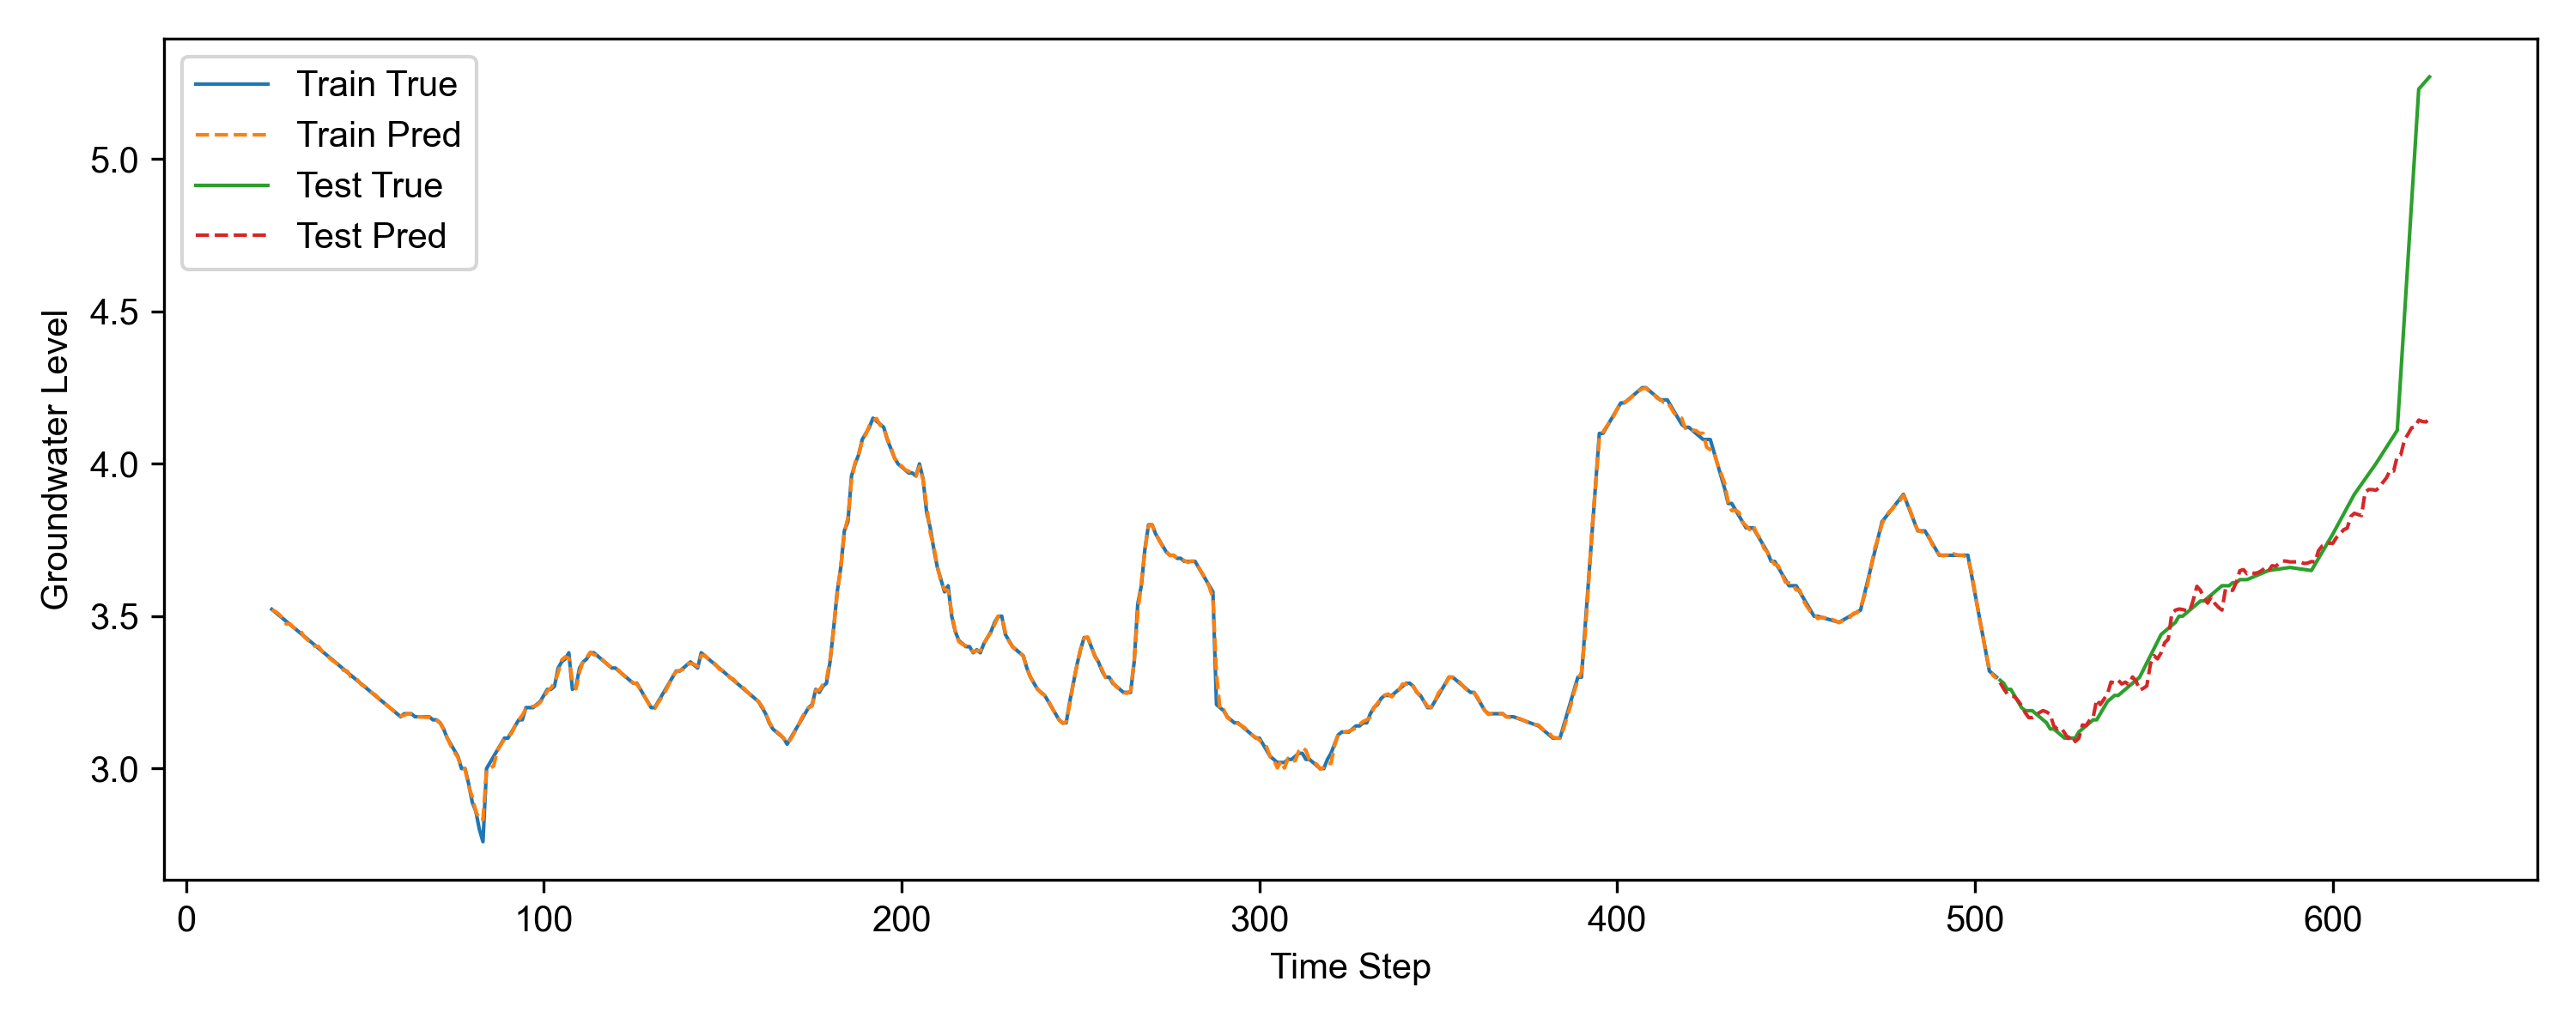 Train True
Train Pred
Test True
Test Pred
5.0
4.5
4.0
3.5
3.0
Groundwater Level
0 100 200 300 400 500 600
Time Step